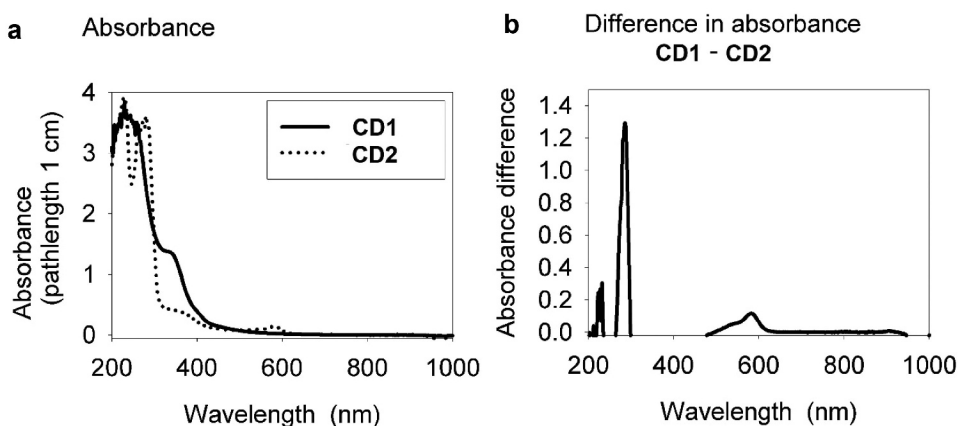 a Absorbance
Absorbance
(pathlength 1 cm)
4
3
2
1
0
CD1
CD2
200 400 600 800 1000
Wavelength (nm)
b Difference in absorbance
CD1 - CD2
Absorbance difference
1.4
1.2
1.0
0.8
0.6
0.4
0.2
0.0
200 400 600 800 1000
Wavelength (nm)